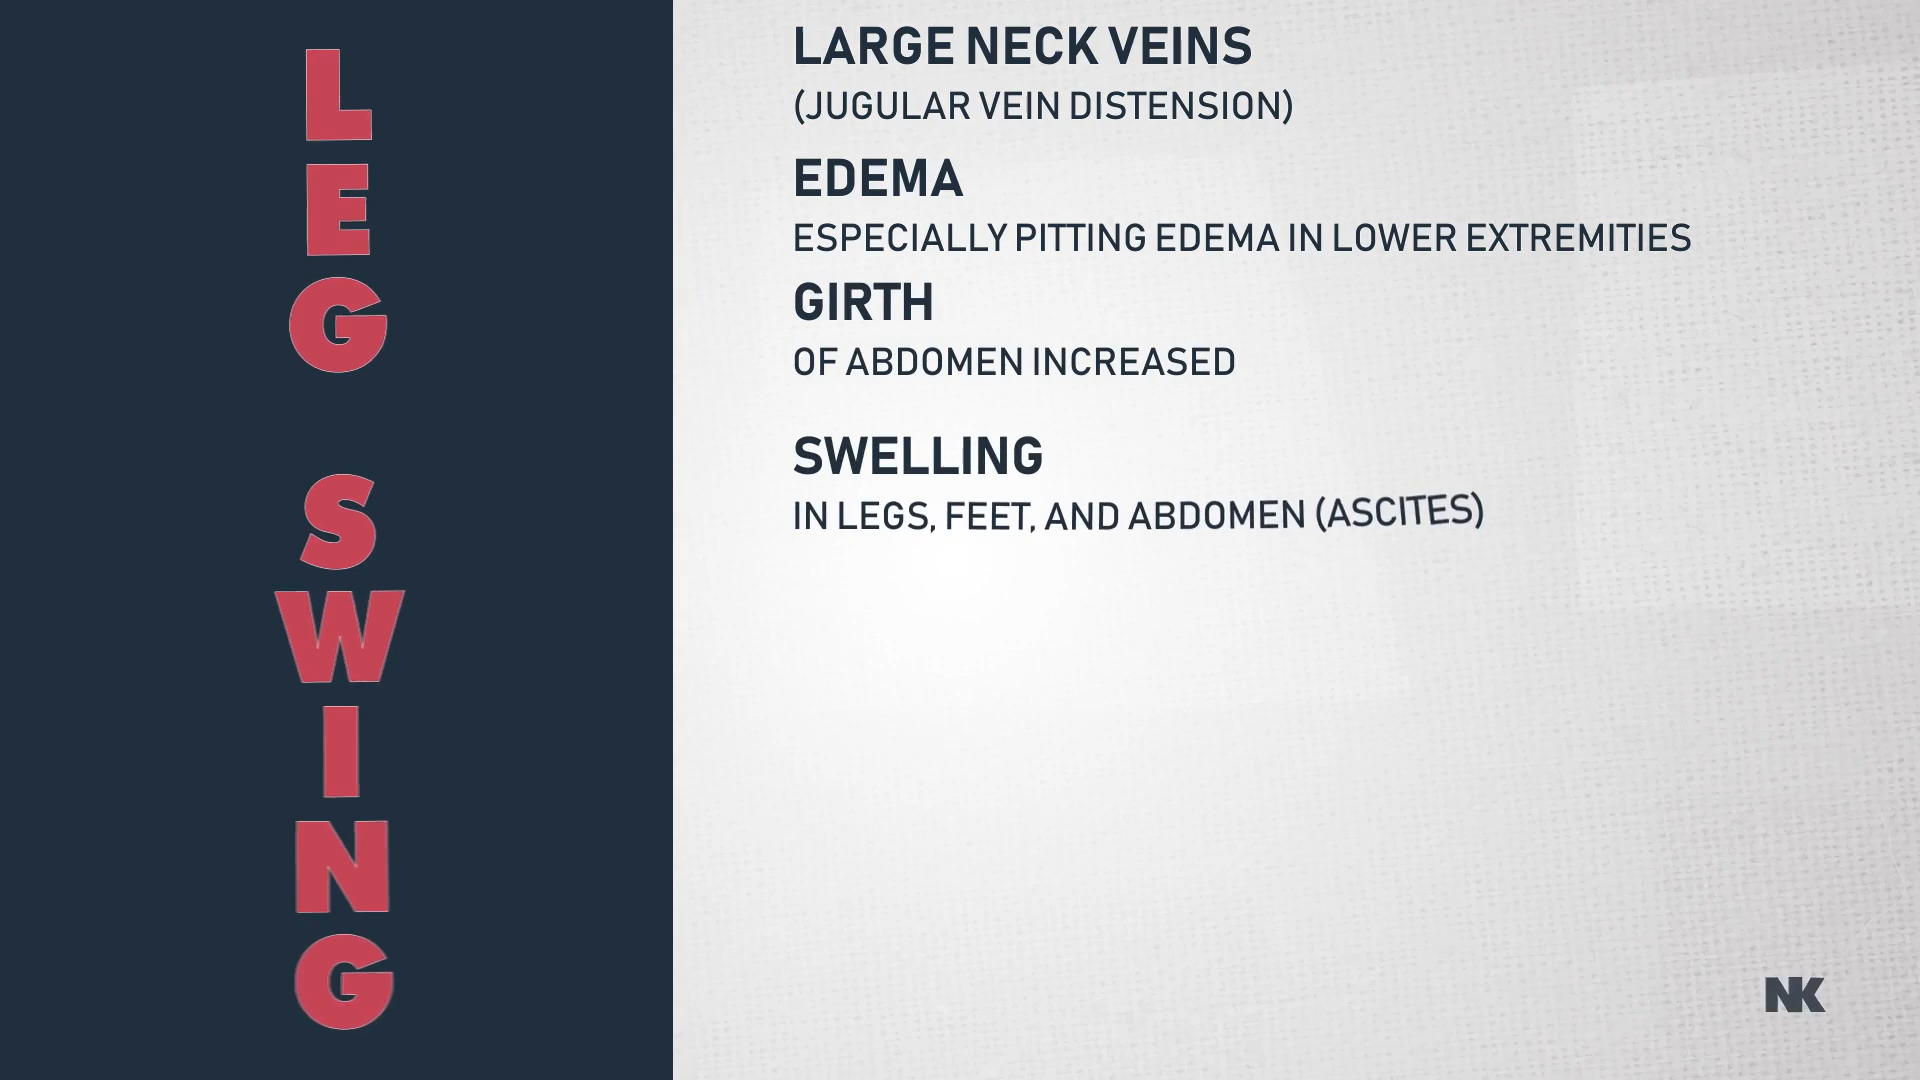 L
E
G
S
W
I
N
G
LARGE NECK VEINS
(JUGULAR VEIN DISTENSION)
EDEMA
ESPECIALLY PITTING EDEMA IN LOWER EXTREMITIES
GIRTH
OF ABDOMEN INCREASED
SWELLING
IN LEGS, FEET, AND ABDOMEN (ASCITES)
NK